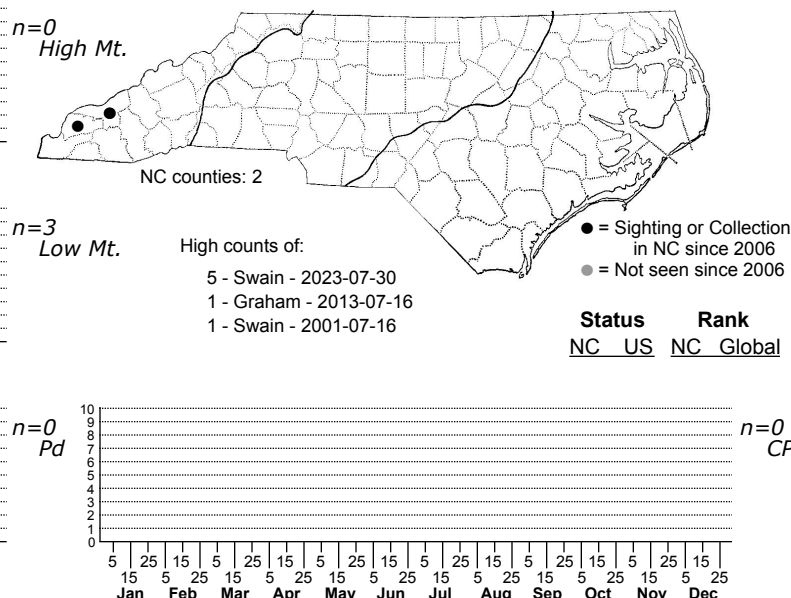 n=0
High Mt.
NC counties: 2
n=3
Low Mt.
High counts of:
5 - Swain - 2023-07-30
1 - Graham - 2013-07-16
1 - Swain - 2001-07-16
● = Sighting or Collection
in NC since 2006
● = Not seen since 2006
Status Rank
NC US NC Global
n=0
Pd
10
9
8
7
6
5
4
3
2
1
0
n=0
CP
5 25 15 5 25 15 5 25 15 5 25 15 5 25 15 5 25 15
15 5 25 15 5 25 15 5 25 15 5 25 15 5 25 15 5 25
Jan Feb Mar Apr May Jun Jul Aug Sep Oct Nov Dec